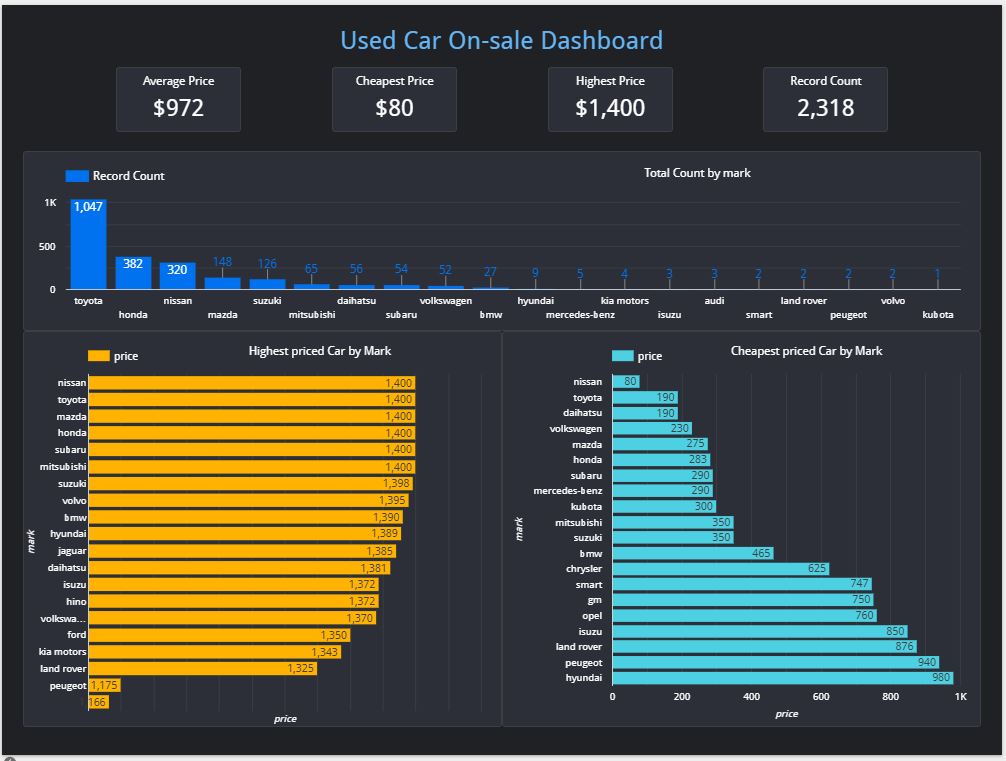 Used Car On-sale Dashboard
Average Price
$972
Cheapest Price
$80
Highest Price
$1,400
Record Count
2,318
Record Count
Total Count by mark
1K
500
0
1,047
382
320
148
126
65
56
54
52
27
9
5
4
3
3
2
2
2
2
1
toyota
honda
nissan
mazda
suzuki
mitsubishi
daihatsu
subaru
volkswagen
bmw
hyundai
mercedes-benz
kia motors
isuzu
audi
smart
land rover
peugeot
volvo
kubota
price
Highest priced Car by Mark
mark
nissan 1,400
toyota 1,400
mazda 1,400
honda 1,400
subaru 1,400
mitsubishi 1,400
suzuki 1,398
volvo 1,395
bmw 1,390
hyundai 1,389
jaguar 1,385
daihatsu 1,381
isuzu 1,372
hino 1,372
volkswa... 1,370
ford 1,350
kia motors 1,343
land rover 1,325
peugeot 1,175
price
price
Cheapest priced Car by Mark
mark
nissan 80
toyota 190
daihatsu 190
volkswagen 230
mazda 275
honda 283
subaru 290
mercedes-benz 290
kubota 300
mitsubishi 350
suzuki 350
bmw 465
chrysler 625
smart 747
gm 750
opel 760
isuzu 850
land rover 876
peugeot 940
hyundai 980
0 200 400 600 800 1K
price